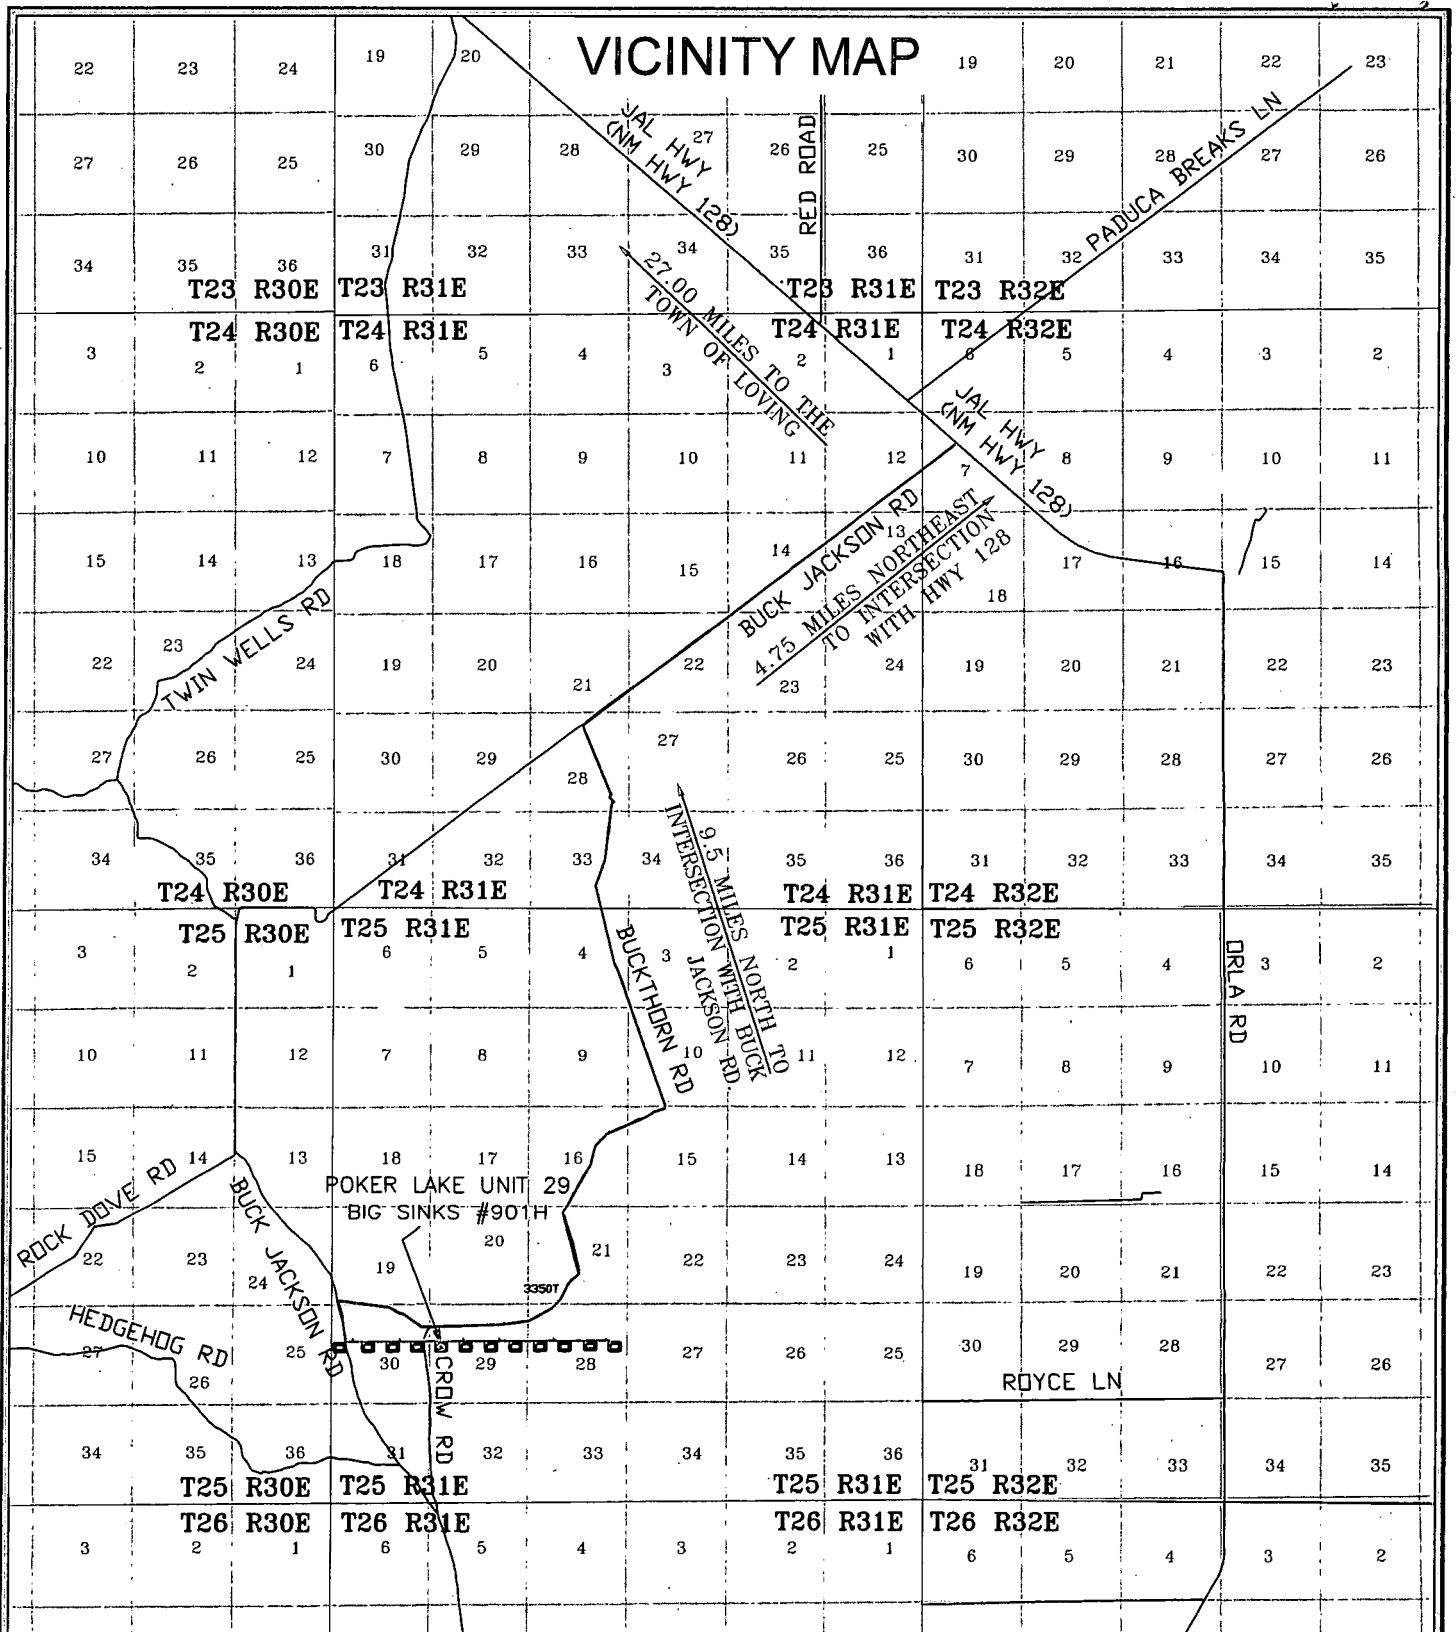 VICINITY MAP
22 23 24 19 20 19 20 21 22 23
JAL HWY
(NM HWY 128)
RED ROAD
PADUCA BREAKS LN
27 26 25 30 29 28 27 26 25 30 29 28 27 26
34 35 36 31 32 33 34 35 36 31 32 33 34 35
T23 R30E T23 R31E T23 R31E T23 R32E
T24 R30E T24 R31E T24 R31E T24 R32E
27.00 MILES TO THE
TOWN OF LOVING
3 2 1 6 5 4 3 2 1 6 5 4 3 2
JAL HWY
(NM HWY 128)
10 11 12 7 8 9 10 11 12 7 8 9 10 11
BUCK JACKSON RD
4.75 MILES NORTHEAST
TO INTERSECTION
WITH HWY 128
15 14 13 18 17 16 15 14 13 18 17 16 15 14
TWIN WELLS RD
22 23 24 19 20 21 22 23 24 19 20 21 22 23
27 26 25 30 29 28 27 26 25 30 29 28 27 26
9.5 MILES NORTH TO
INTERSECTION WITH BUCK
JACKSON RD.
34 35 36 31 32 33 34 35 36 31 32 33 34 35
T24 R30E T24 R31E T24 R31E T24 R32E
T25 R30E T25 R31E T25 R31E T25 R32E
BUCKTHORN RD
ORLA RD
3 2 1 6 5 4 3 2 1 6 5 4 3 2
10 11 12 7 8 9 10 11 12 7 8 9 10 11
15 14 13 18 17 16 15 14 13 18 17 16 15 14
ROCK DOVE RD
BUCK JACKSON RD
POKER LAKE UNIT 29
BIG SINKS #901H
22 23 24 19 20 21 22 23 24 19 20 21 22 23
3350T
HEDGEHOG RD
27 26 25 30 29 28 27 26 25 30 29 28 27 26
CROW RD
ROYCE LN
34 35 36 31 32 33 34 35 36 31 32 33 34 35
T25 R30E T25 R31E T25 R31E T25 R32E
T26 R30E T26 R31E T26 R31E T26 R32E
3 2 1 6 5 4 3 2 1 6 5 4 3 2